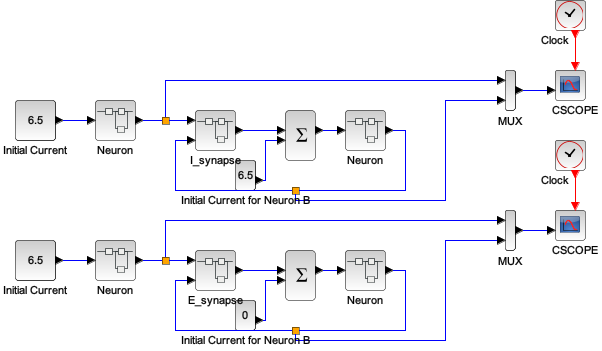 Clock
6.5
Initial Current
Neuron
I_synapse
Σ
Neuron
MUX
CSCOPE
6.5
Initial Current for Neuron B
Clock
6.5
Initial Current
Neuron
E_synapse
Σ
Neuron
MUX
CSCOPE
0
Initial Current for Neuron B